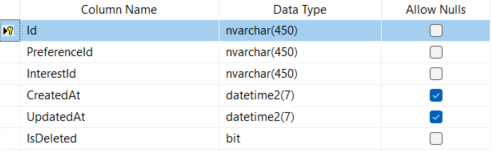 Column Name Data Type Allow Nulls
Id nvarchar(450)
PreferenceId nvarchar(450)
InterestId nvarchar(450)
CreatedAt datetime2(7)
UpdatedAt datetime2(7)
IsDeleted bit